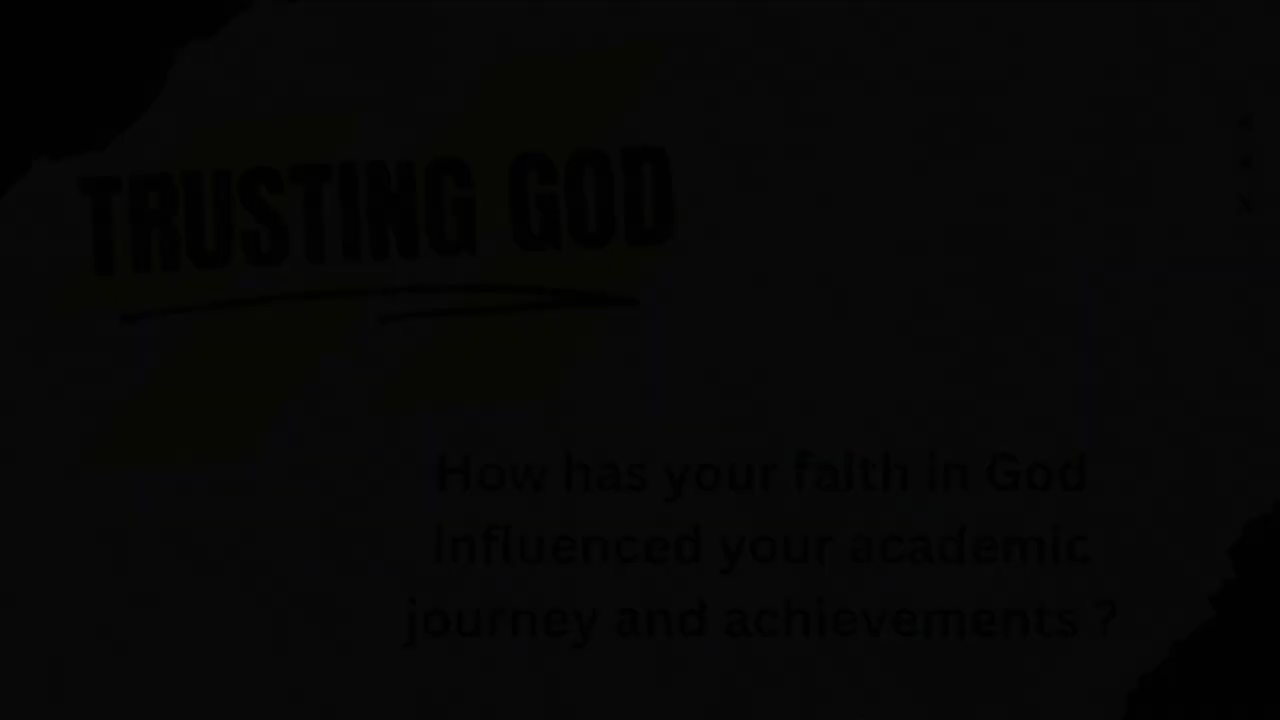 TRUSTING GOD
How has your faith in God
influenced your academic
journey and achievements ?